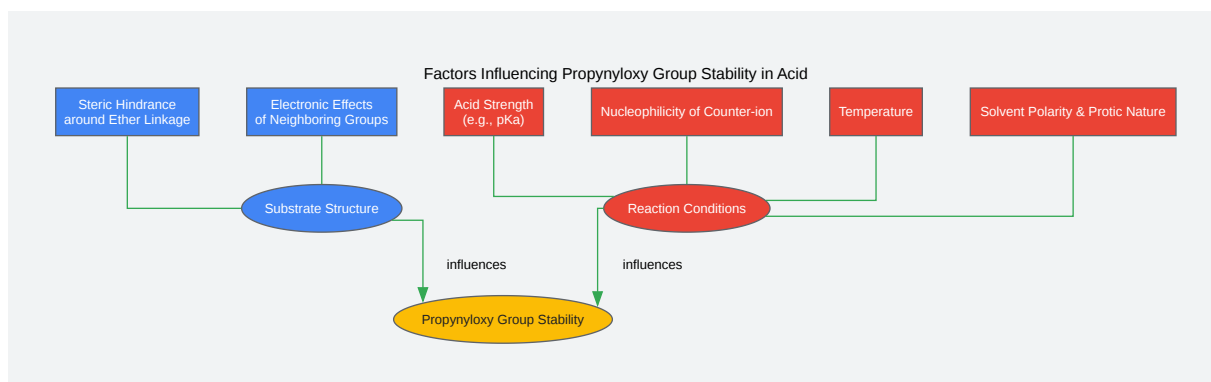 Factors Influencing Propynyloxy Group Stability in Acid
Steric Hindrance
around Ether Linkage
Electronic Effects
of Neighboring Groups
Acid Strength
(e.g., pKa)
Nucleophilicity of Counter-ion
Temperature
Solvent Polarity & Protic Nature
Substrate Structure
Reaction Conditions
influences
influences
Propynyloxy Group Stability